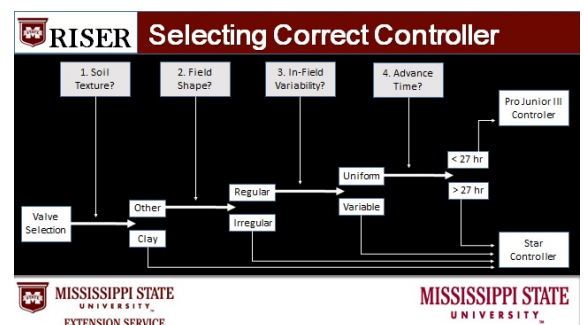 RISER
Selecting Correct Controller
1. Soil
Texture?
2. Field
Shape?
3. In-Field
Variability?
4. Advance
Time?
Pro Junior III
Controller
< 27 hr
Uniform
> 27 hr
Regular
Variable
Other
Irregular
Valve
Selection
Clay
Star
Controller
MISSISSIPPI STATE
UNIVERSITY™
EXTENSION SERVICE
MISSISSIPPI STATE
UNIVERSITY™